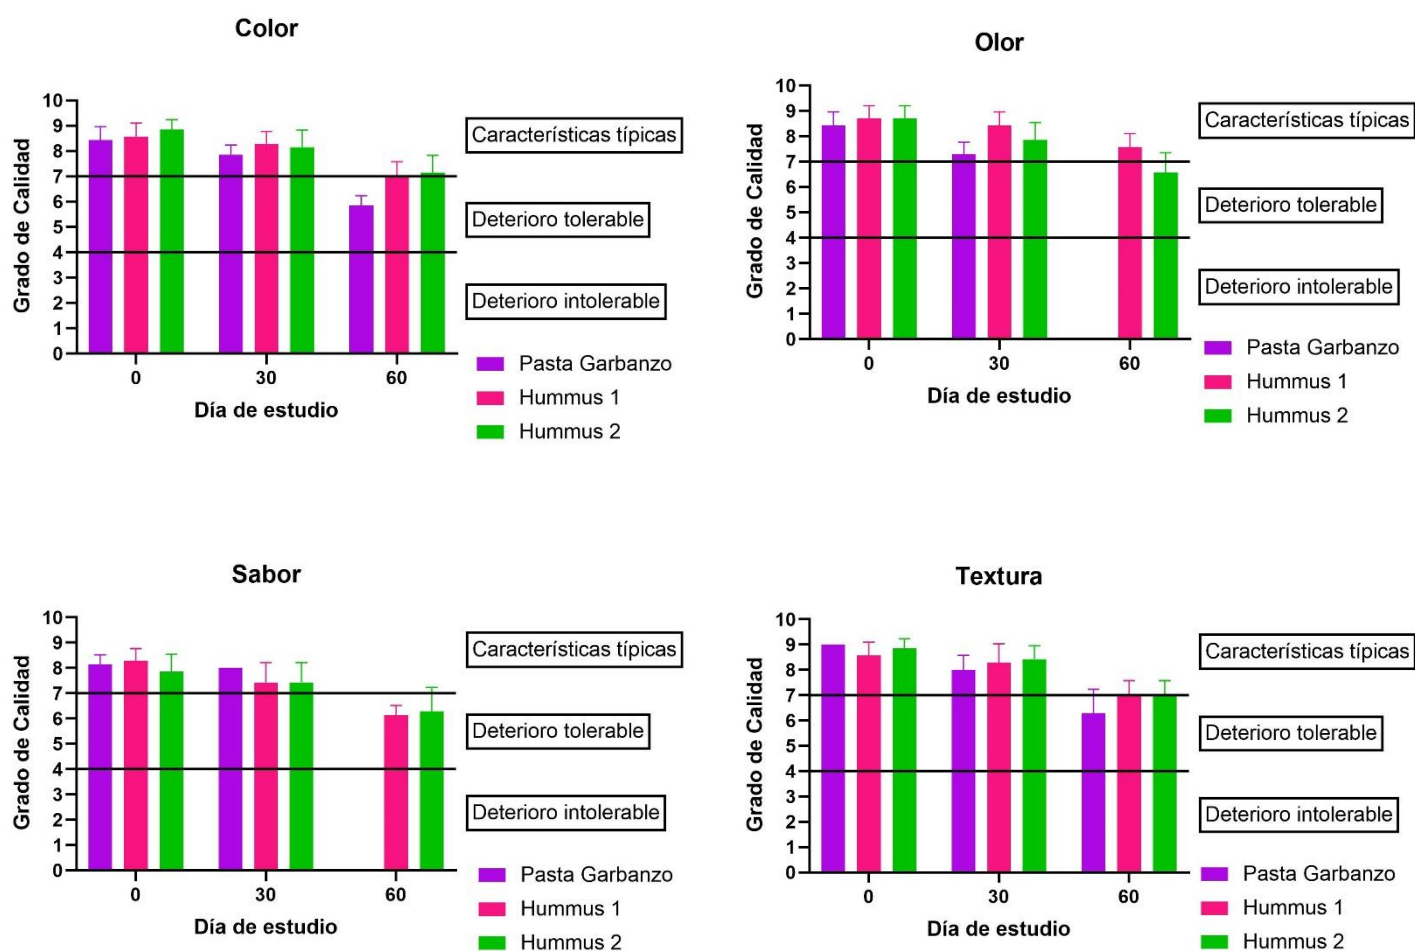 Color
Grado de Calidad
10
9
8
7
6
5
4
3
2
1
0
0 30 60
Día de estudio
Características típicas
Deterioro tolerable
Deterioro intolerable
Pasta Garbanzo
Hummus 1
Hummus 2
Olor
Grado de Calidad
10
9
8
7
6
5
4
3
2
1
0
0 30 60
Día de estudio
Características típicas
Deterioro tolerable
Deterioro intolerable
Pasta Garbanzo
Hummus 1
Hummus 2
Sabor
Grado de Calidad
10
9
8
7
6
5
4
3
2
1
0
0 30 60
Día de estudio
Características típicas
Deterioro tolerable
Deterioro intolerable
Pasta Garbanzo
Hummus 1
Hummus 2
Textura
Grado de Calidad
10
9
8
7
6
5
4
3
2
1
0
0 30 60
Día de estudio
Características típicas
Deterioro tolerable
Deterioro intolerable
Pasta Garbanzo
Hummus 1
Hummus 2